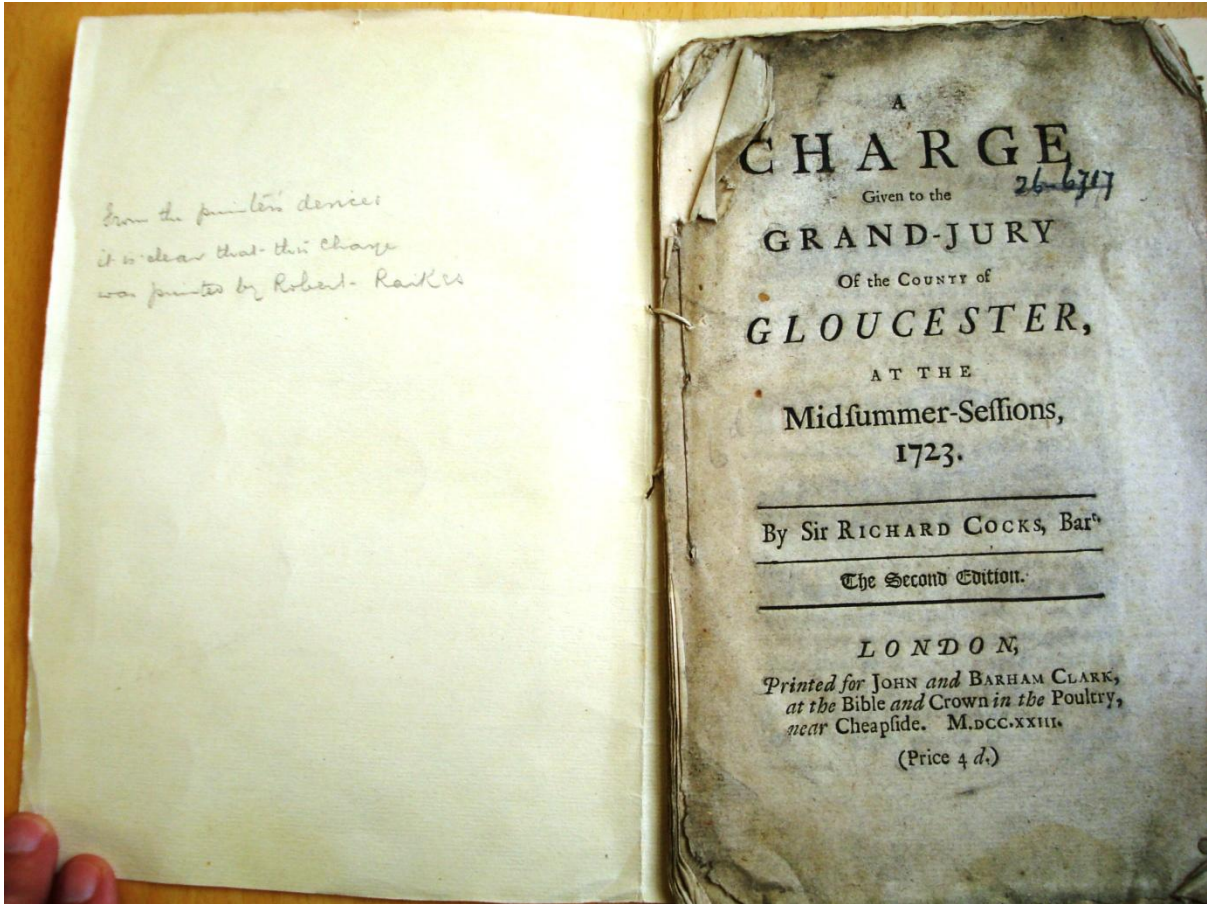 From the printer's devices
it is clear that this Charge
was printed by Robert Raikes
A
CHARGE
26-6717
Given to the
GRAND-JURY
Of the COUNTY of
GLOUCESTER,
AT THE
Midſummer-Seſſions,
1723.
By Sir RICHARD COCKS, Barᵗ.
The Second Edition.
LONDON,
Printed for JOHN and BARHAM CLARK,
at the Bible and Crown in the Poultry,
near Cheapſide. M.DCC.XXIII.
(Price 4 d.)